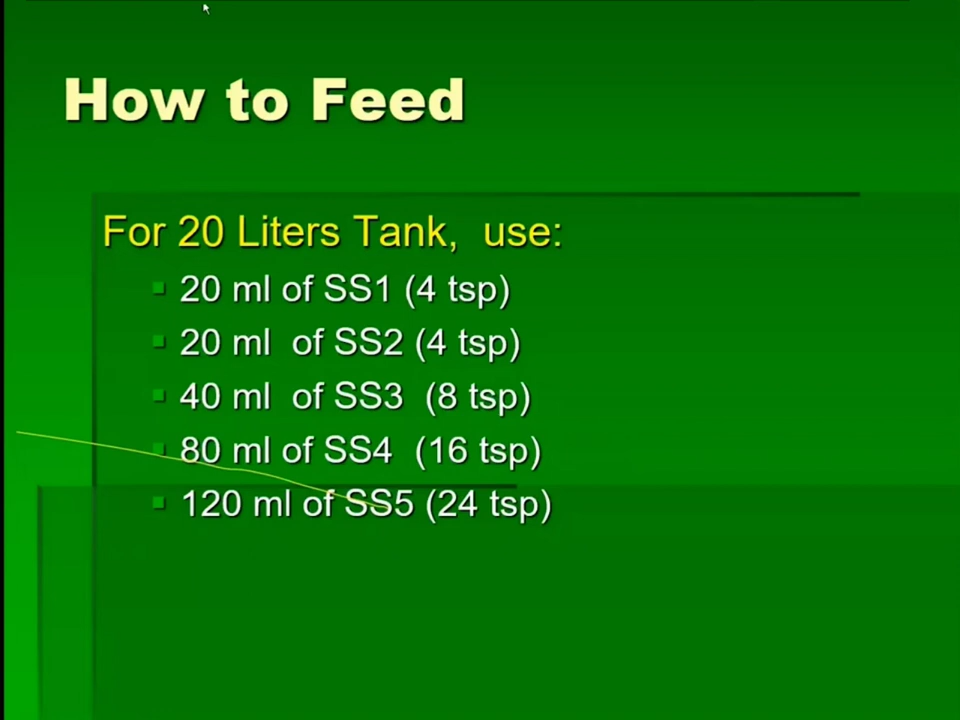 How to Feed
For 20 Liters Tank, use:
20 ml of SS1 (4 tsp)
20 ml of SS2 (4 tsp)
40 ml of SS3 (8 tsp)
80 ml of SS4 (16 tsp)
120 ml of SS5 (24 tsp)